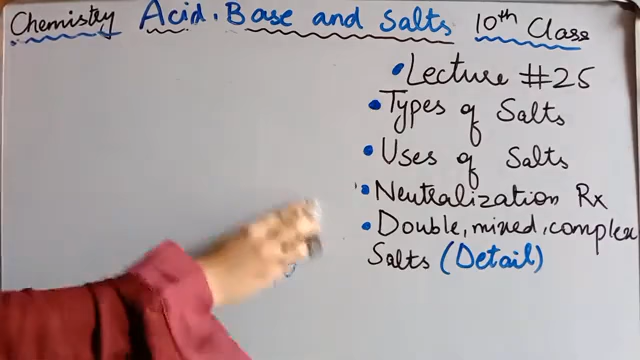 Chemistry Acid, Base and Salts 10th Class
• Lecture #25
• Types of Salts
• Uses of Salts
• Neutralization Rx
• Double, mixed, complex
Salts (Detail)